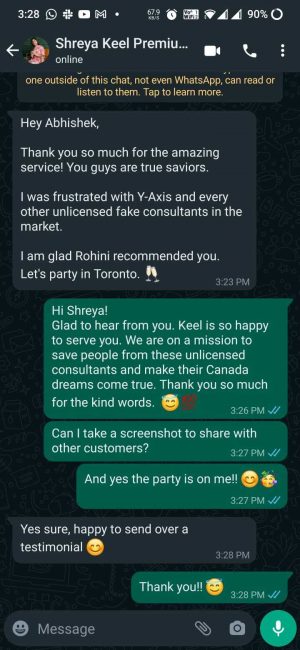 3:28
67.9
KB/S
90%
Shreya Keel Premiu...
online
one outside of this chat, not even WhatsApp, can read or
listen to them. Tap to learn more.
Hey Abhishek,
Thank you so much for the amazing
service! You guys are true saviors.
I was frustrated with Y-Axis and every
other unlicensed fake consultants in the
market.
I am glad Rohini recommended you.
Let's party in Toronto. 🥂
3:23 PM
Hi Shreya!
Glad to hear from you. Keel is so happy
to serve you. We are on a mission to
save people from these unlicensed
consultants and make their Canada
dreams come true. Thank you so much
for the kind words. 😇💯
3:26 PM
Can I take a screenshot to share with
other customers?
3:27 PM
And yes the party is on me!! 😊🥳
3:27 PM
Yes sure, happy to send over a
testimonial 😊
3:28 PM
Thank you!! 😇
3:28 PM
Message